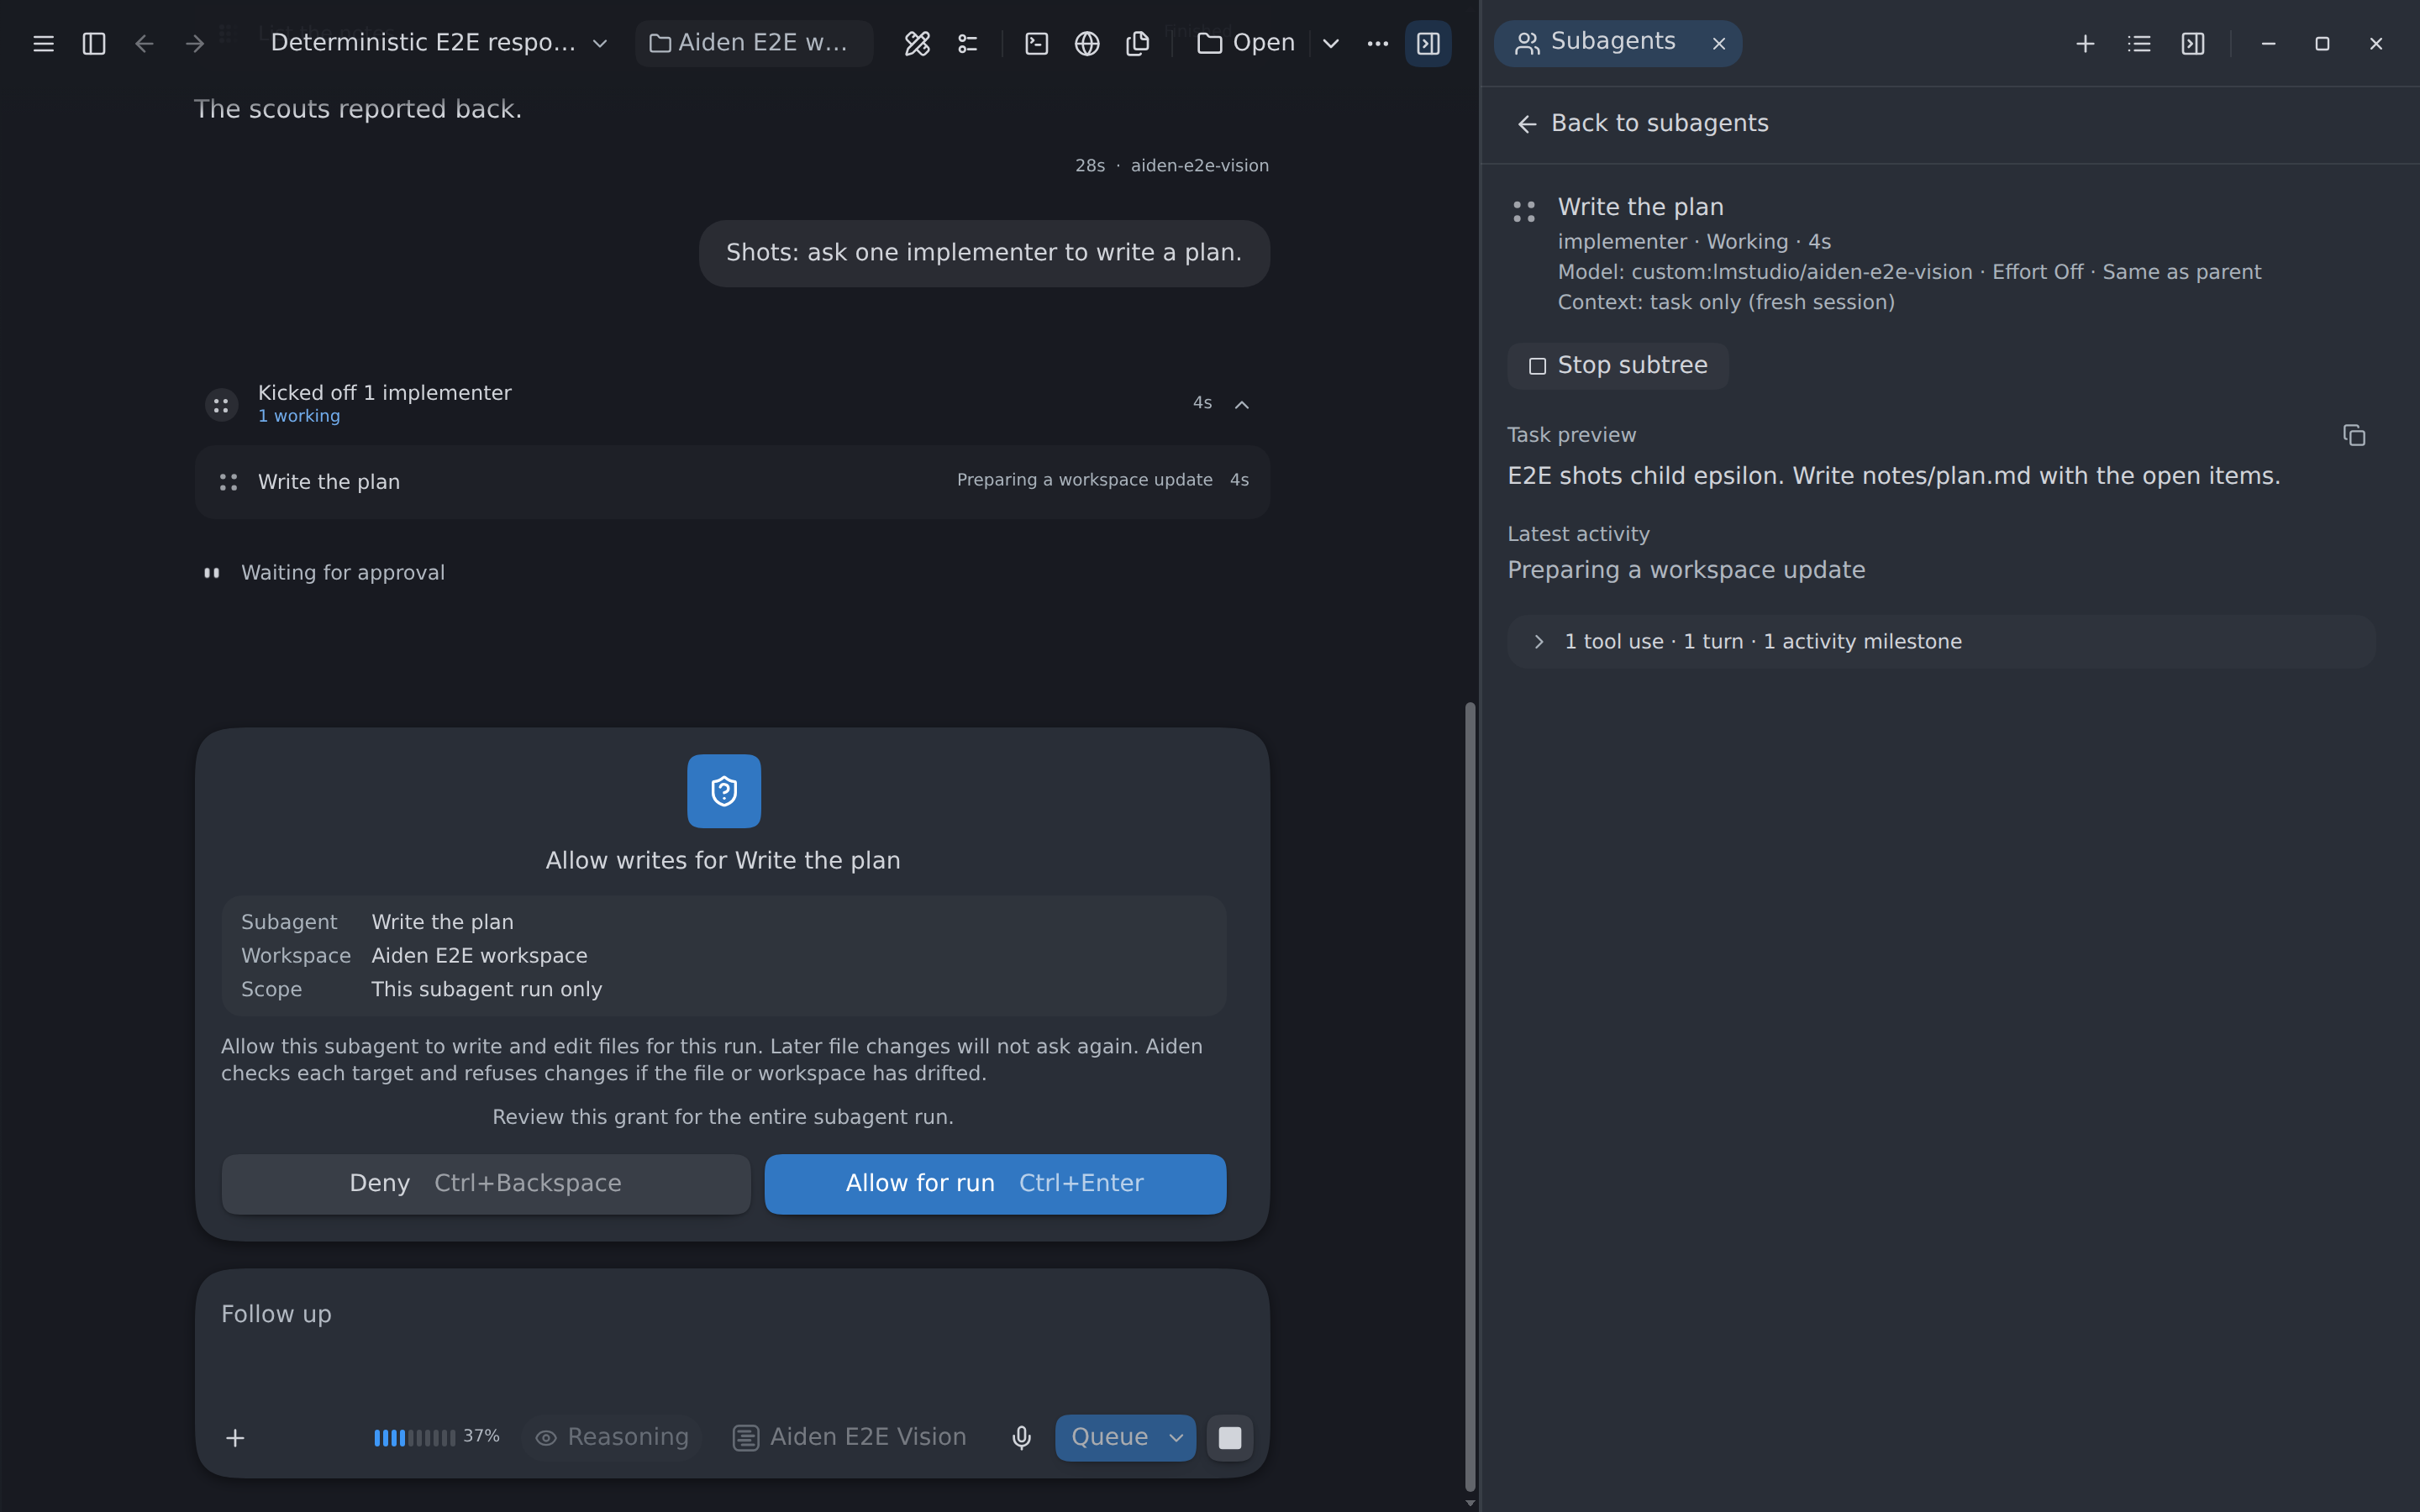 Deterministic E2E respo...
Aiden E2E w...
Open
The scouts reported back.
28s · aiden-e2e-vision
Shots: ask one implementer to write a plan.
Kicked off 1 implementer
1 working
4s
Write the plan
Preparing a workspace update 4s
Waiting for approval
Allow writes for Write the plan
Subagent Write the plan
Workspace Aiden E2E workspace
Scope This subagent run only
Allow this subagent to write and edit files for this run. Later file changes will not ask again. Aiden
checks each target and refuses changes if the file or workspace has drifted.
Review this grant for the entire subagent run.
Deny Ctrl+Backspace
Allow for run Ctrl+Enter
Follow up
37%
Reasoning
Aiden E2E Vision
Queue
Subagents
Back to subagents
Write the plan
implementer · Working · 4s
Model: custom:lmstudio/aiden-e2e-vision · Effort Off · Same as parent
Context: task only (fresh session)
Stop subtree
Task preview
E2E shots child epsilon. Write notes/plan.md with the open items.
Latest activity
Preparing a workspace update
1 tool use · 1 turn · 1 activity milestone